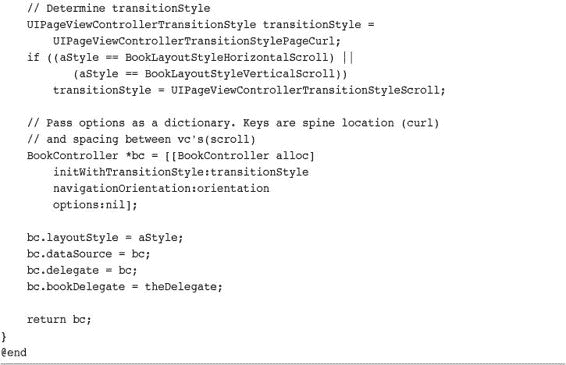 // Determine transitionStyle
UIPageViewControllerTransitionStyle transitionStyle =
UIPageViewControllerTransitionStylePageCurl;
if ((aStyle == BookLayoutStyleHorizontalScroll) ||
(aStyle == BookLayoutStyleVerticalScroll))
transitionStyle = UIPageViewControllerTransitionStyleScroll;
// Pass options as a dictionary. Keys are spine location (curl)
// and spacing between vc's(scroll)
BookController *bc = [[BookController alloc]
initWithTransitionStyle:transitionStyle
navigationOrientation:orientation
options:nil];
bc.layoutStyle = aStyle;
bc.dataSource = bc;
bc.delegate = bc;
bc.bookDelegate = theDelegate;
return bc;
}
@end